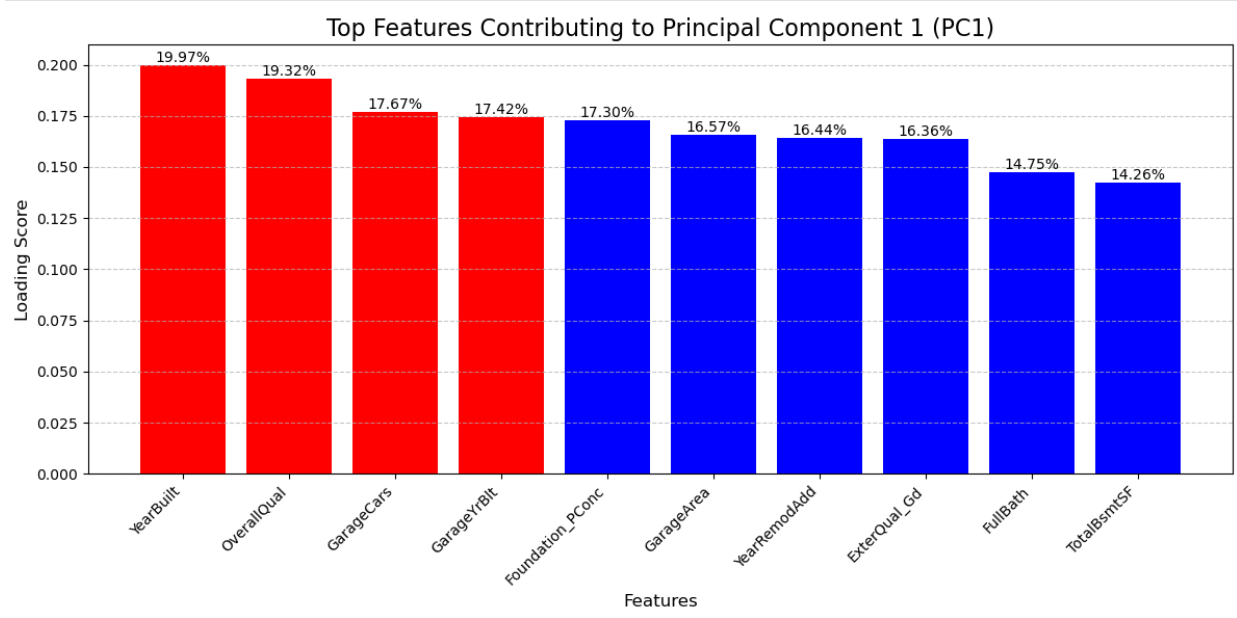 Top Features Contributing to Principal Component 1 (PC1)
19.97%
19.32%
17.67%
17.42%
17.30%
16.57%
16.44%
16.36%
14.75%
14.26%
0.200
0.175
0.150
0.125
0.100
0.075
0.050
0.025
0.000
Loading Score
YearBuilt
OverallQual
GarageCars
GarageYrBlt
Foundation_PConc
GarageArea
YearRemodAdd
ExterQual_Gd
FullBath
TotalBsmtSF
Features